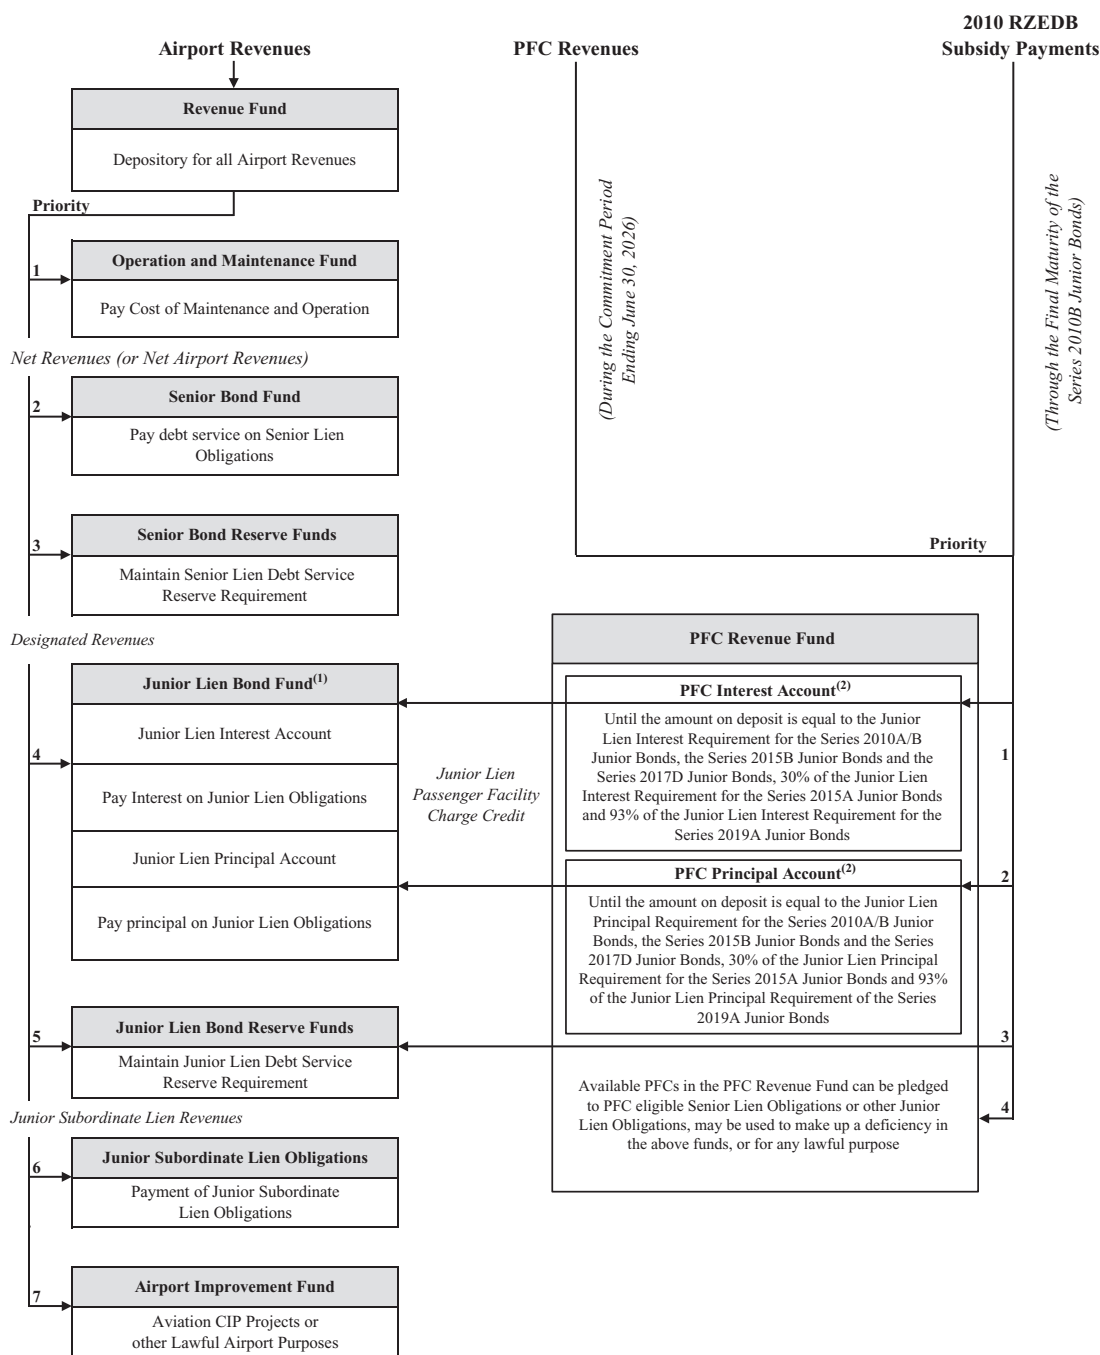 Airport Revenues
PFC Revenues
2010 RZEDB
Subsidy Payments
Revenue Fund
Depository for all Airport Revenues
Priority
1
Operation and Maintenance Fund
Pay Cost of Maintenance and Operation
Net Revenues (or Net Airport Revenues)
2
Senior Bond Fund
Pay debt service on Senior Lien
Obligations
3
Senior Bond Reserve Funds
Maintain Senior Lien Debt Service
Reserve Requirement
Designated Revenues
4
Junior Lien Bond Fund(1)
Junior Lien Interest Account
Pay Interest on Junior Lien Obligations
Junior Lien Principal Account
Pay principal on Junior Lien Obligations
5
Junior Lien Bond Reserve Funds
Maintain Junior Lien Debt Service
Reserve Requirement
Junior Subordinate Lien Revenues
6
Junior Subordinate Lien Obligations
Payment of Junior Subordinate
Lien Obligations
7
Airport Improvement Fund
Aviation CIP Projects or
other Lawful Airport Purposes
(During the Commitment Period
Ending June 30, 2026)
(Through the Final Maturity of the
Series 2010B Junior Bonds)
Priority
Junior Lien
Passenger Facility
Charge Credit
PFC Revenue Fund
PFC Interest Account(2)
Until the amount on deposit is equal to the Junior
Lien Interest Requirement for the Series 2010A/B
Junior Bonds, the Series 2015B Junior Bonds and the
Series 2017D Junior Bonds, 30% of the Junior Lien
Interest Requirement for the Series 2015A Junior Bonds
and 93% of the Junior Lien Interest Requirement for the
Series 2019A Junior Bonds
1
PFC Principal Account(2)
2
Until the amount on deposit is equal to the Junior Lien
Principal Requirement for the Series 2010A/B Junior
Bonds, the Series 2015B Junior Bonds and the Series
2017D Junior Bonds, 30% of the Junior Lien Principal
Requirement for the Series 2015A Junior Bonds and 93%
of the Junior Lien Principal Requirement of the Series
2019A Junior Bonds
3
Available PFCs in the PFC Revenue Fund can be pledged
to PFC eligible Senior Lien Obligations or other Junior
Lien Obligations, may be used to make up a deficiency in
the above funds, or for any lawful purpose
4